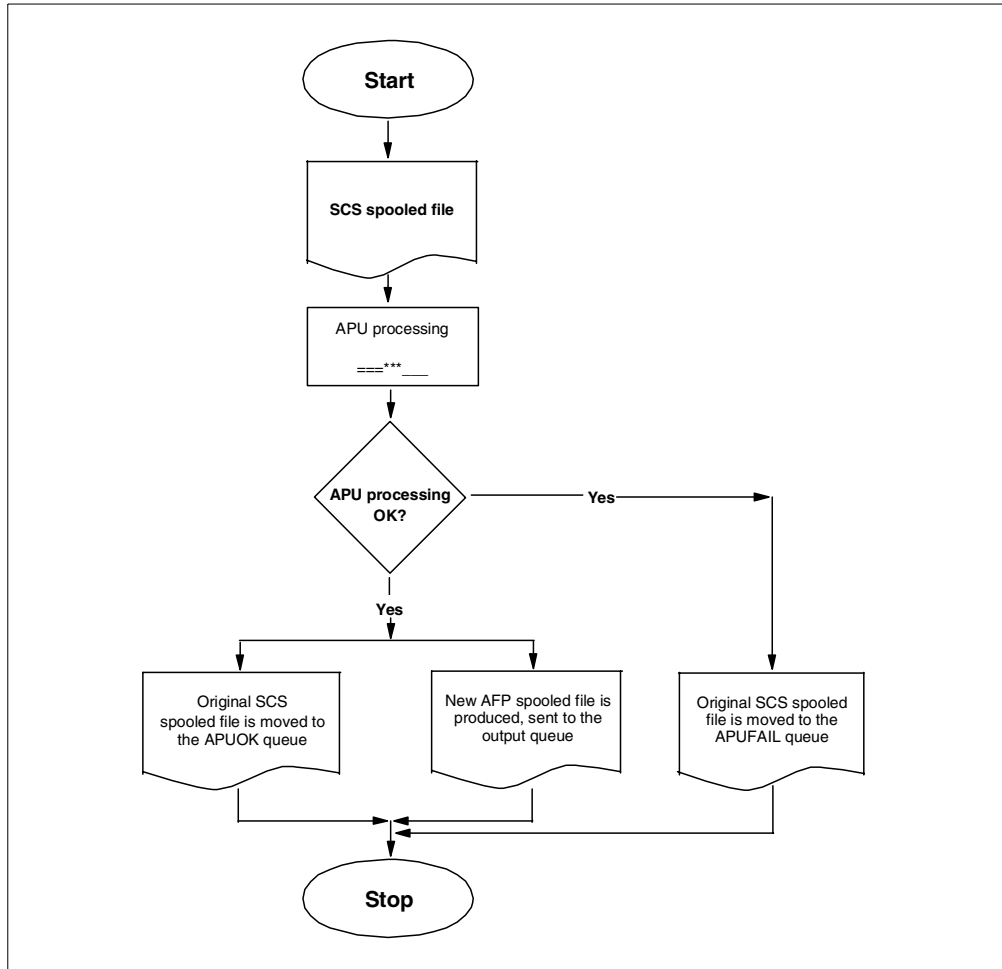 Start
SCS spooled file
APU processing
===***___
APU processing
OK?
Yes
Yes
Original SCS
spooled file is moved to
the APUOK queue
New AFP spooled file is
produced, sent to the
output queue
Original SCS spooled
file is moved to the
APUFAIL queue
Stop